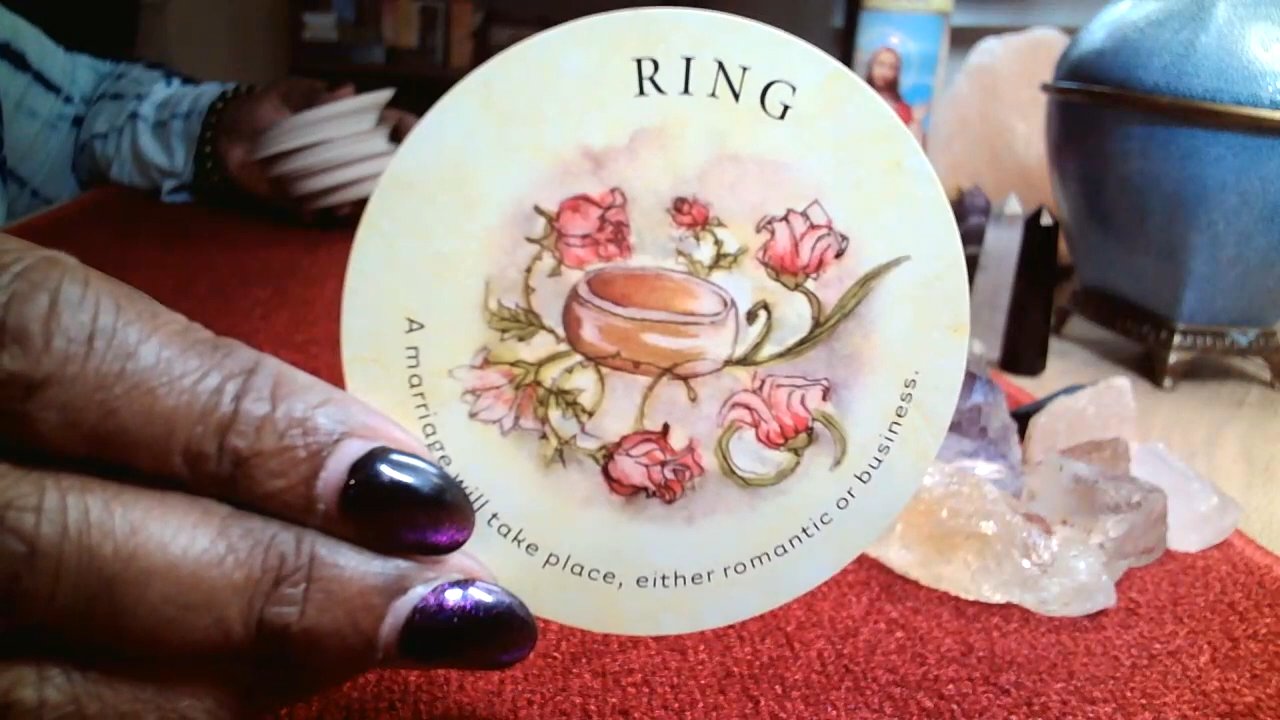 RING
A marriage will take place, either romantic or business.